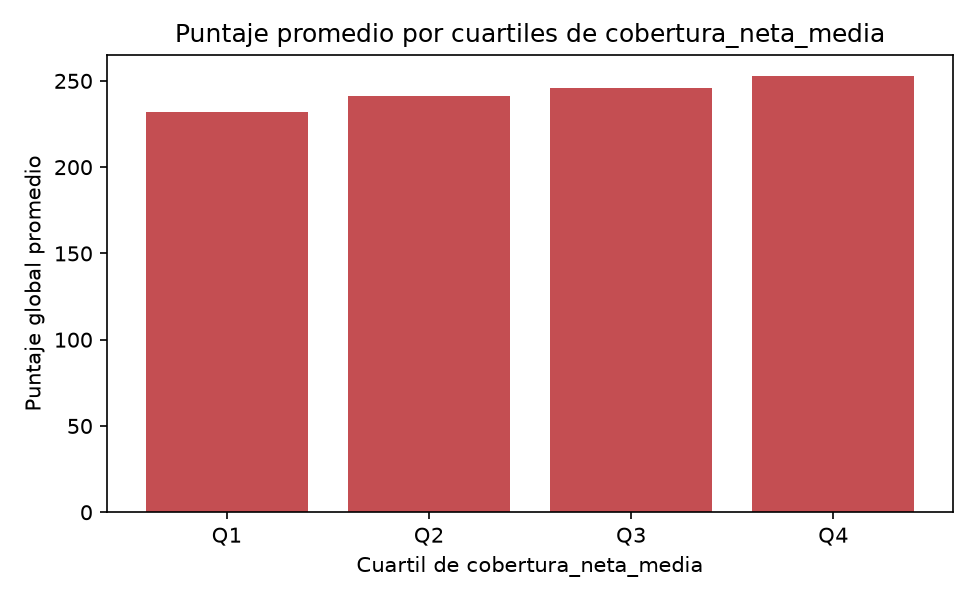 Puntaje promedio por cuartiles de cobertura_neta_media
Puntaje global promedio
250
200
150
100
50
0
Q1 Q2 Q3 Q4
Cuartil de cobertura_neta_media